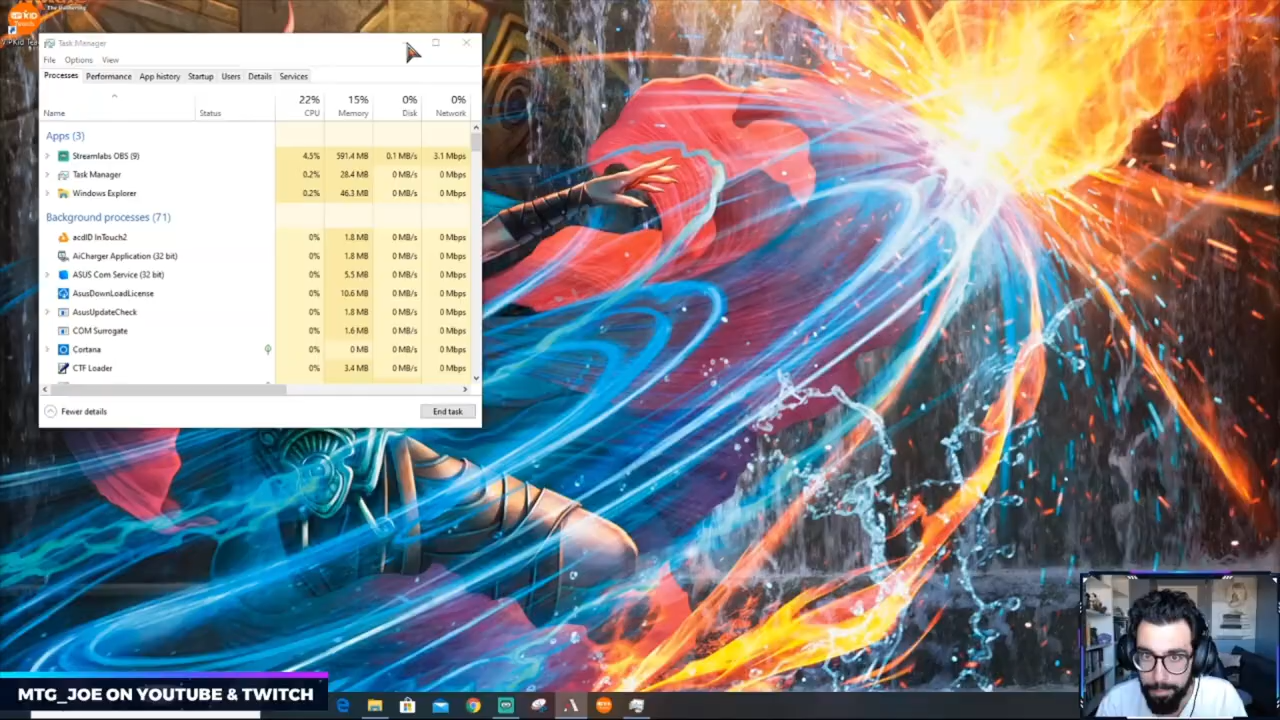 Task Manager
File Options View
Processes Performance App history Startup Users Details Services
22% 15% 0% 0%
Name Status CPU Memory Disk Network
Apps (3)
Streamlabs OBS (9) 4.5% 591.4 MB 0.1 MB/s 3.1 Mbps
Task Manager 0.2% 28.4 MB 0 MB/s 0 Mbps
Windows Explorer 0.2% 46.3 MB 0 MB/s 0 Mbps
Background processes (71)
acdID InTouch2 0% 1.8 MB 0 MB/s 0 Mbps
AiCharger Application (32 bit) 0% 1.8 MB 0 MB/s 0 Mbps
ASUS Com Service (32 bit) 0% 5.5 MB 0 MB/s 0 Mbps
AsusDownLoadLicense 0% 10.6 MB 0 MB/s 0 Mbps
AsusUpdateCheck 0% 1.8 MB 0 MB/s 0 Mbps
COM Surrogate 0% 1.6 MB 0 MB/s 0 Mbps
Cortana 0% 0 MB 0 MB/s 0 Mbps
CTF Loader 0% 3.4 MB 0 MB/s 0 Mbps
Fewer details End task
MTG_JOE ON YOUTUBE & TWITCH